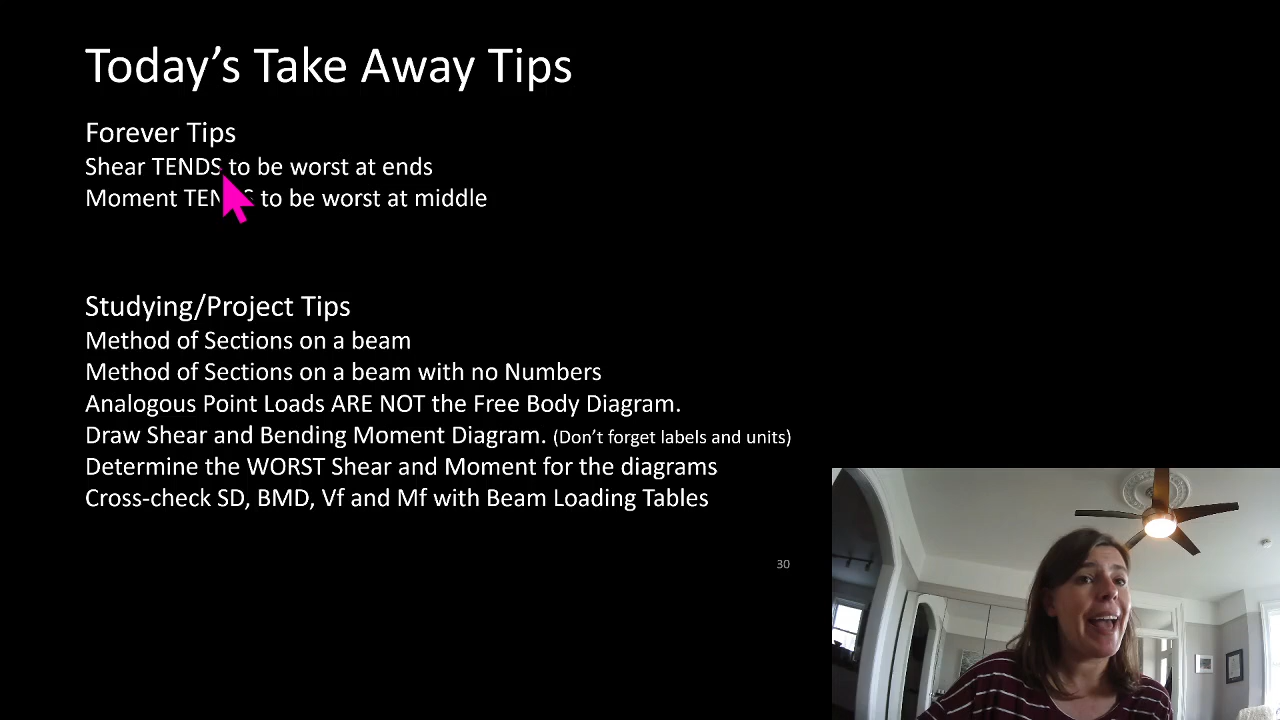 Today's Take Away Tips
Forever Tips
Shear TENDS to be worst at ends
Moment TENDS to be worst at middle
Studying/Project Tips
Method of Sections on a beam
Method of Sections on a beam with no Numbers
Analogous Point Loads ARE NOT the Free Body Diagram.
Draw Shear and Bending Moment Diagram. (Don't forget labels and units)
Determine the WORST Shear and Moment for the diagrams
Cross-check SD, BMD, Vf and Mf with Beam Loading Tables
30